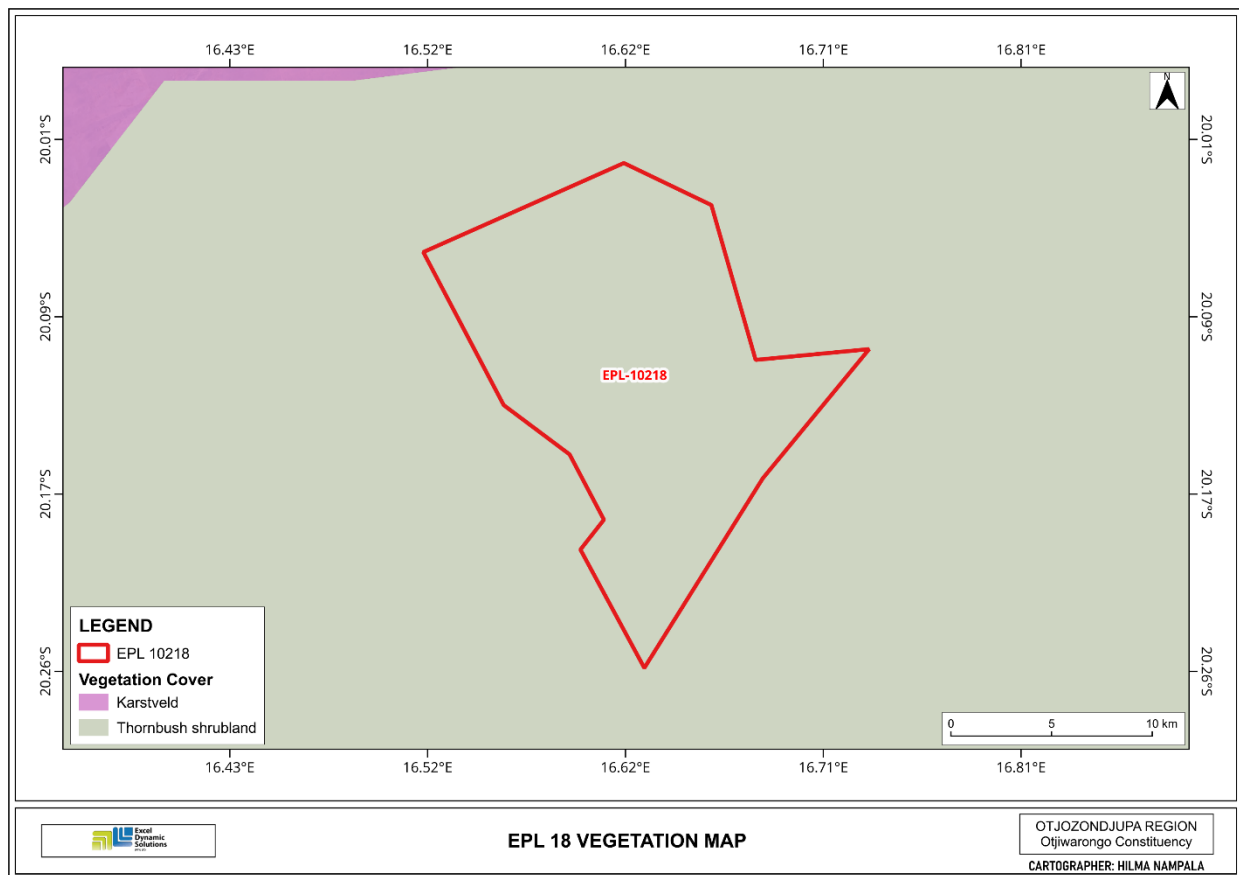 16.43°E 16.52°E 16.62°E 16.71°E 16.81°E
N
20.01°S 20.01°S
20.09°S 20.09°S
EPL-10218
20.17°S 20.17°S
20.26°S 20.26°S
LEGEND
EPL 10218
Vegetation Cover
Karstveld
Thornbush shrubland
0 5 10 km
16.43°E 16.52°E 16.62°E 16.71°E 16.81°E
Excel
Dynamic
Solutions
EPL 18 VEGETATION MAP
OTJOZONDJUPA REGION
Otjiwarongo Constituency
CARTOGRAPHER: HILMA NAMPALA